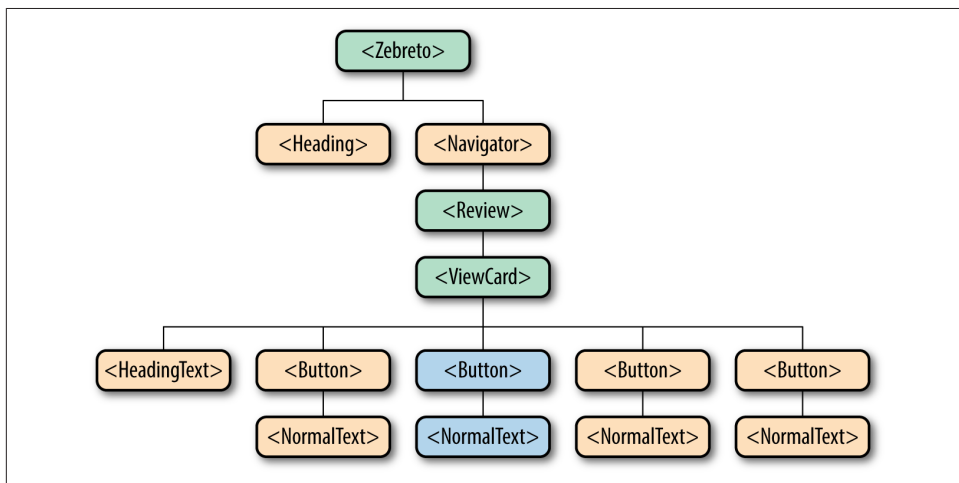 <Zebreto>
<Heading> <Navigator>
<Review>
<ViewCard>
<HeadingText> <Button> <Button> <Button> <Button>
<NormalText> <NormalText> <NormalText> <NormalText>